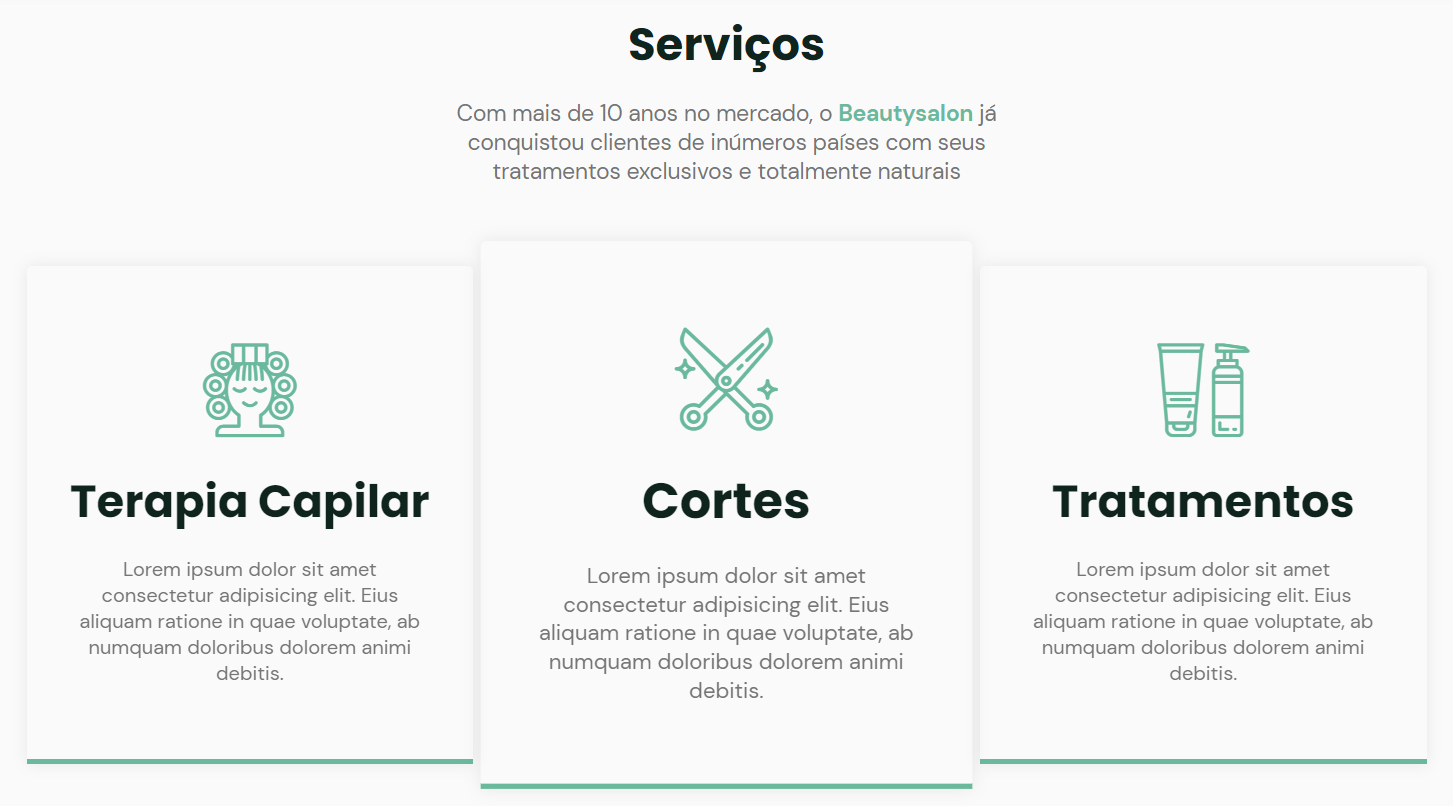 Serviços
Com mais de 10 anos no mercado, o Beautysalon já
conquistou clientes de inúmeros países com seus
tratamentos exclusivos e totalmente naturais
Terapia Capilar
Lorem ipsum dolor sit amet
consectetur adipisicing elit. Eius
aliquam ratione in quae voluptate, ab
numquam doloribus dolorem animi
debitis.
Cortes
Lorem ipsum dolor sit amet
consectetur adipisicing elit. Eius
aliquam ratione in quae voluptate, ab
numquam doloribus dolorem animi
debitis.
Tratamentos
Lorem ipsum dolor sit amet
consectetur adipisicing elit. Eius
aliquam ratione in quae voluptate, ab
numquam doloribus dolorem animi
debitis.